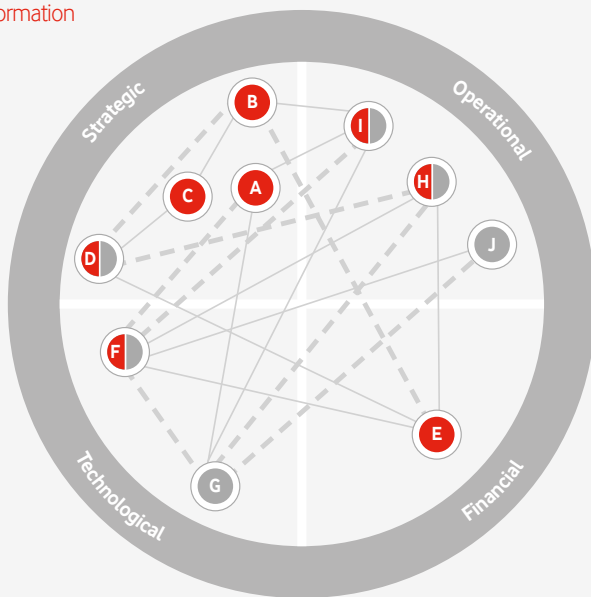 ormation
Strategic
Operational
B
I
H
A
C
J
D
F
E
G
Technological
Financial